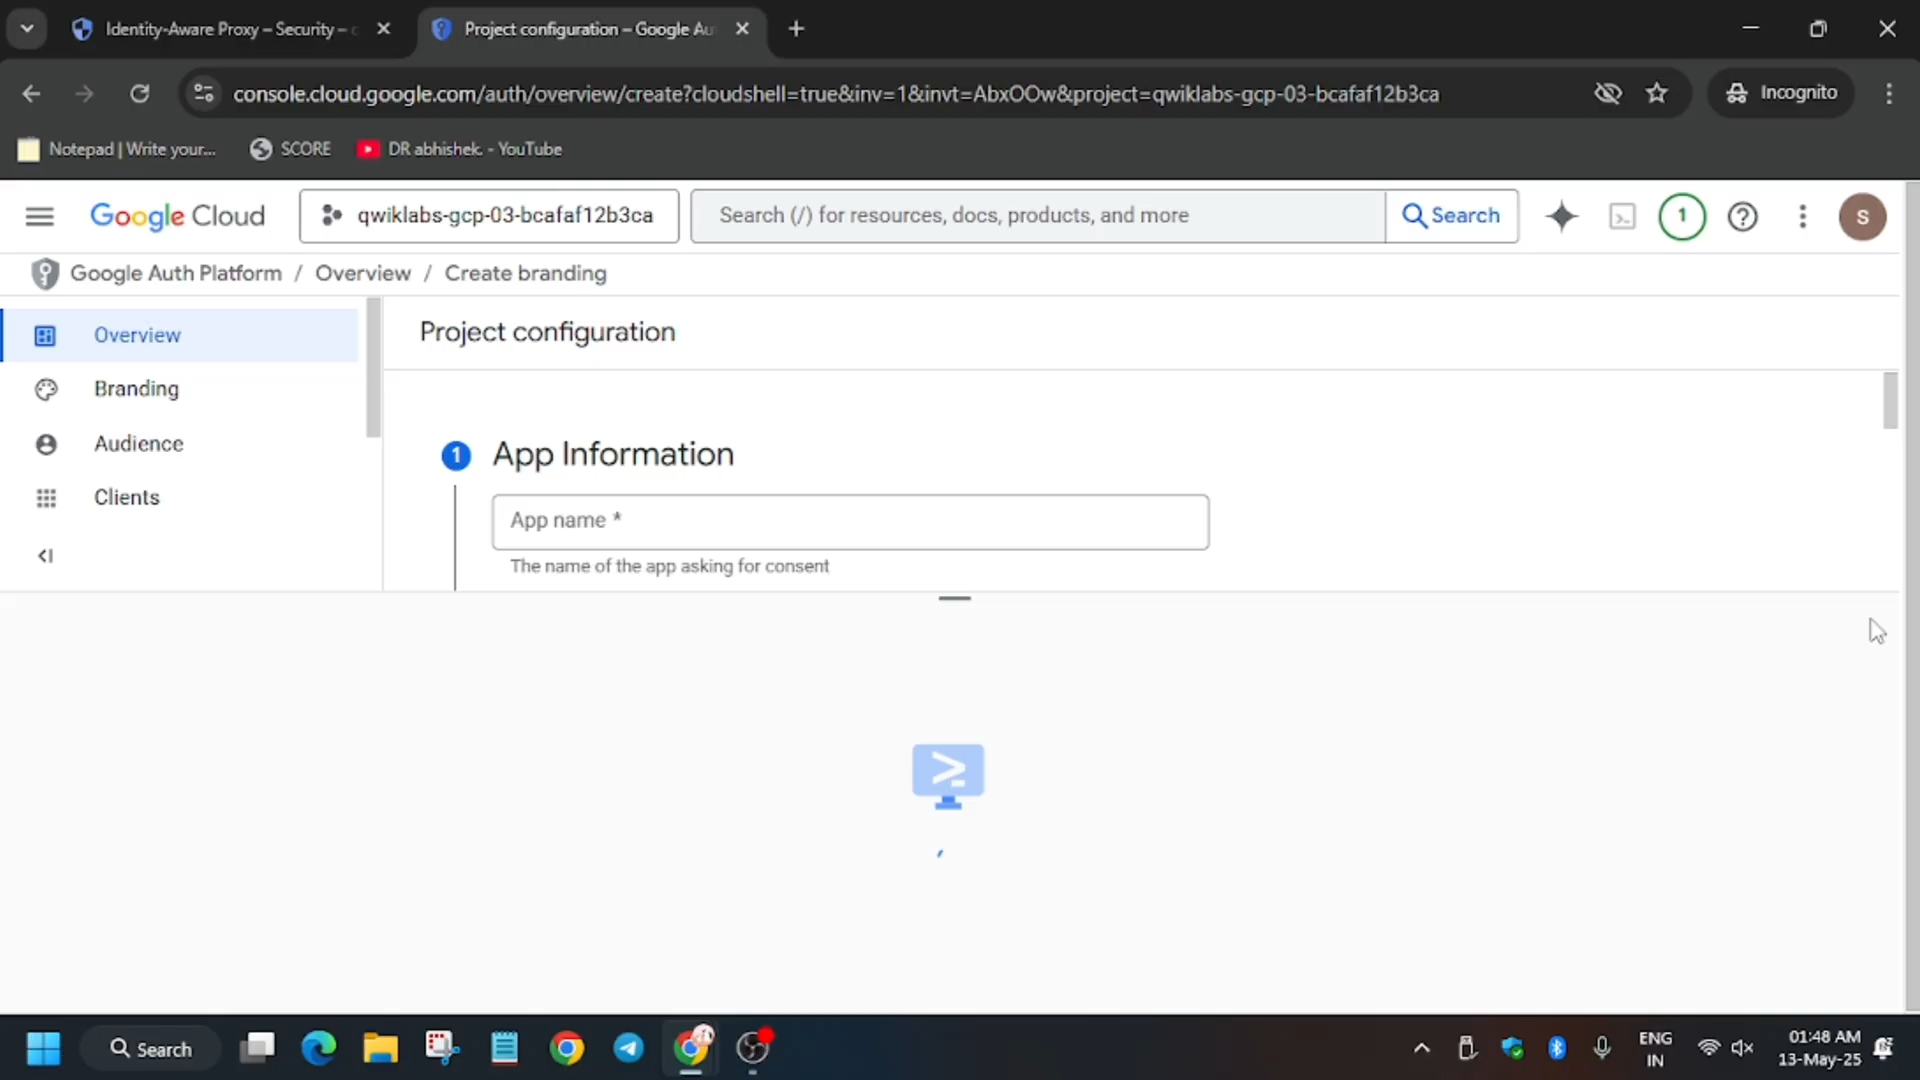 Identity-Aware Proxy – Security –
Project configuration – Google Au
console.cloud.google.com/auth/overview/create?cloudshell=true&inv=1&invt=AbxOOw&project=qwiklabs-gcp-03-bcafaf12b3ca
Incognito
Notepad | Write your...
SCORE
DR abhishek. - YouTube
Google Cloud
qwiklabs-gcp-03-bcafaf12b3ca
Search (/) for resources, docs, products, and more
Search
1
S
Google Auth Platform / Overview / Create branding
Overview
Branding
Audience
Clients
Project configuration
1 App Information
App name *
The name of the app asking for consent
Search
ENG
IN
01:48 AM
13-May-25